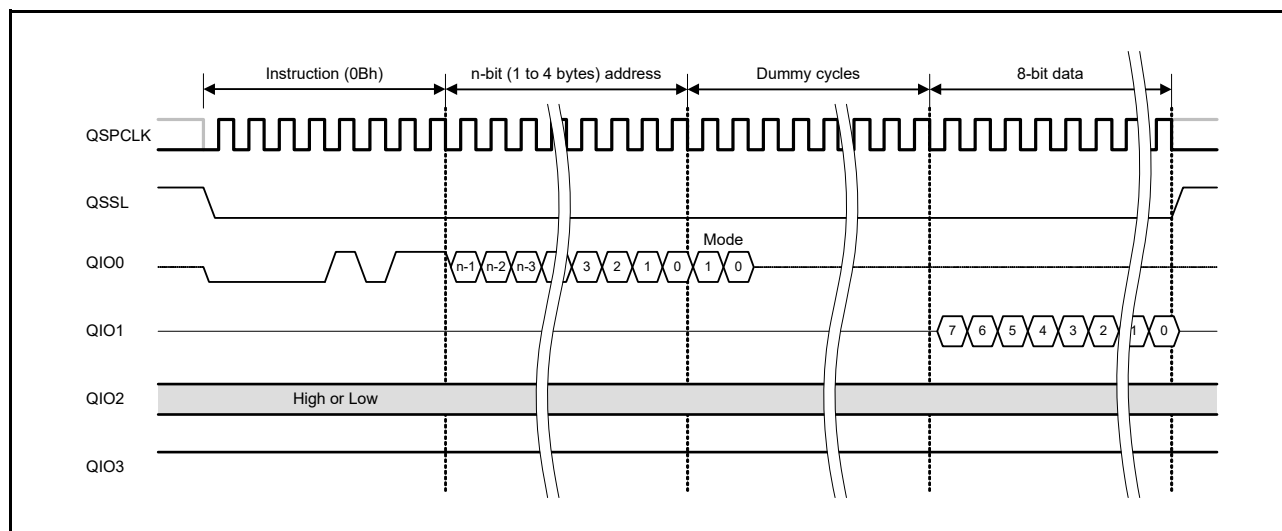 Instruction (0Bh) n-bit (1 to 4 bytes) address Dummy cycles 8-bit data
QSPCLK
QSSL
Mode
QIO0 n-1 n-2 n-3 3 2 1 0 1 0
QIO1 7 6 5 4 3 2 1 0
QIO2 High or Low
QIO3